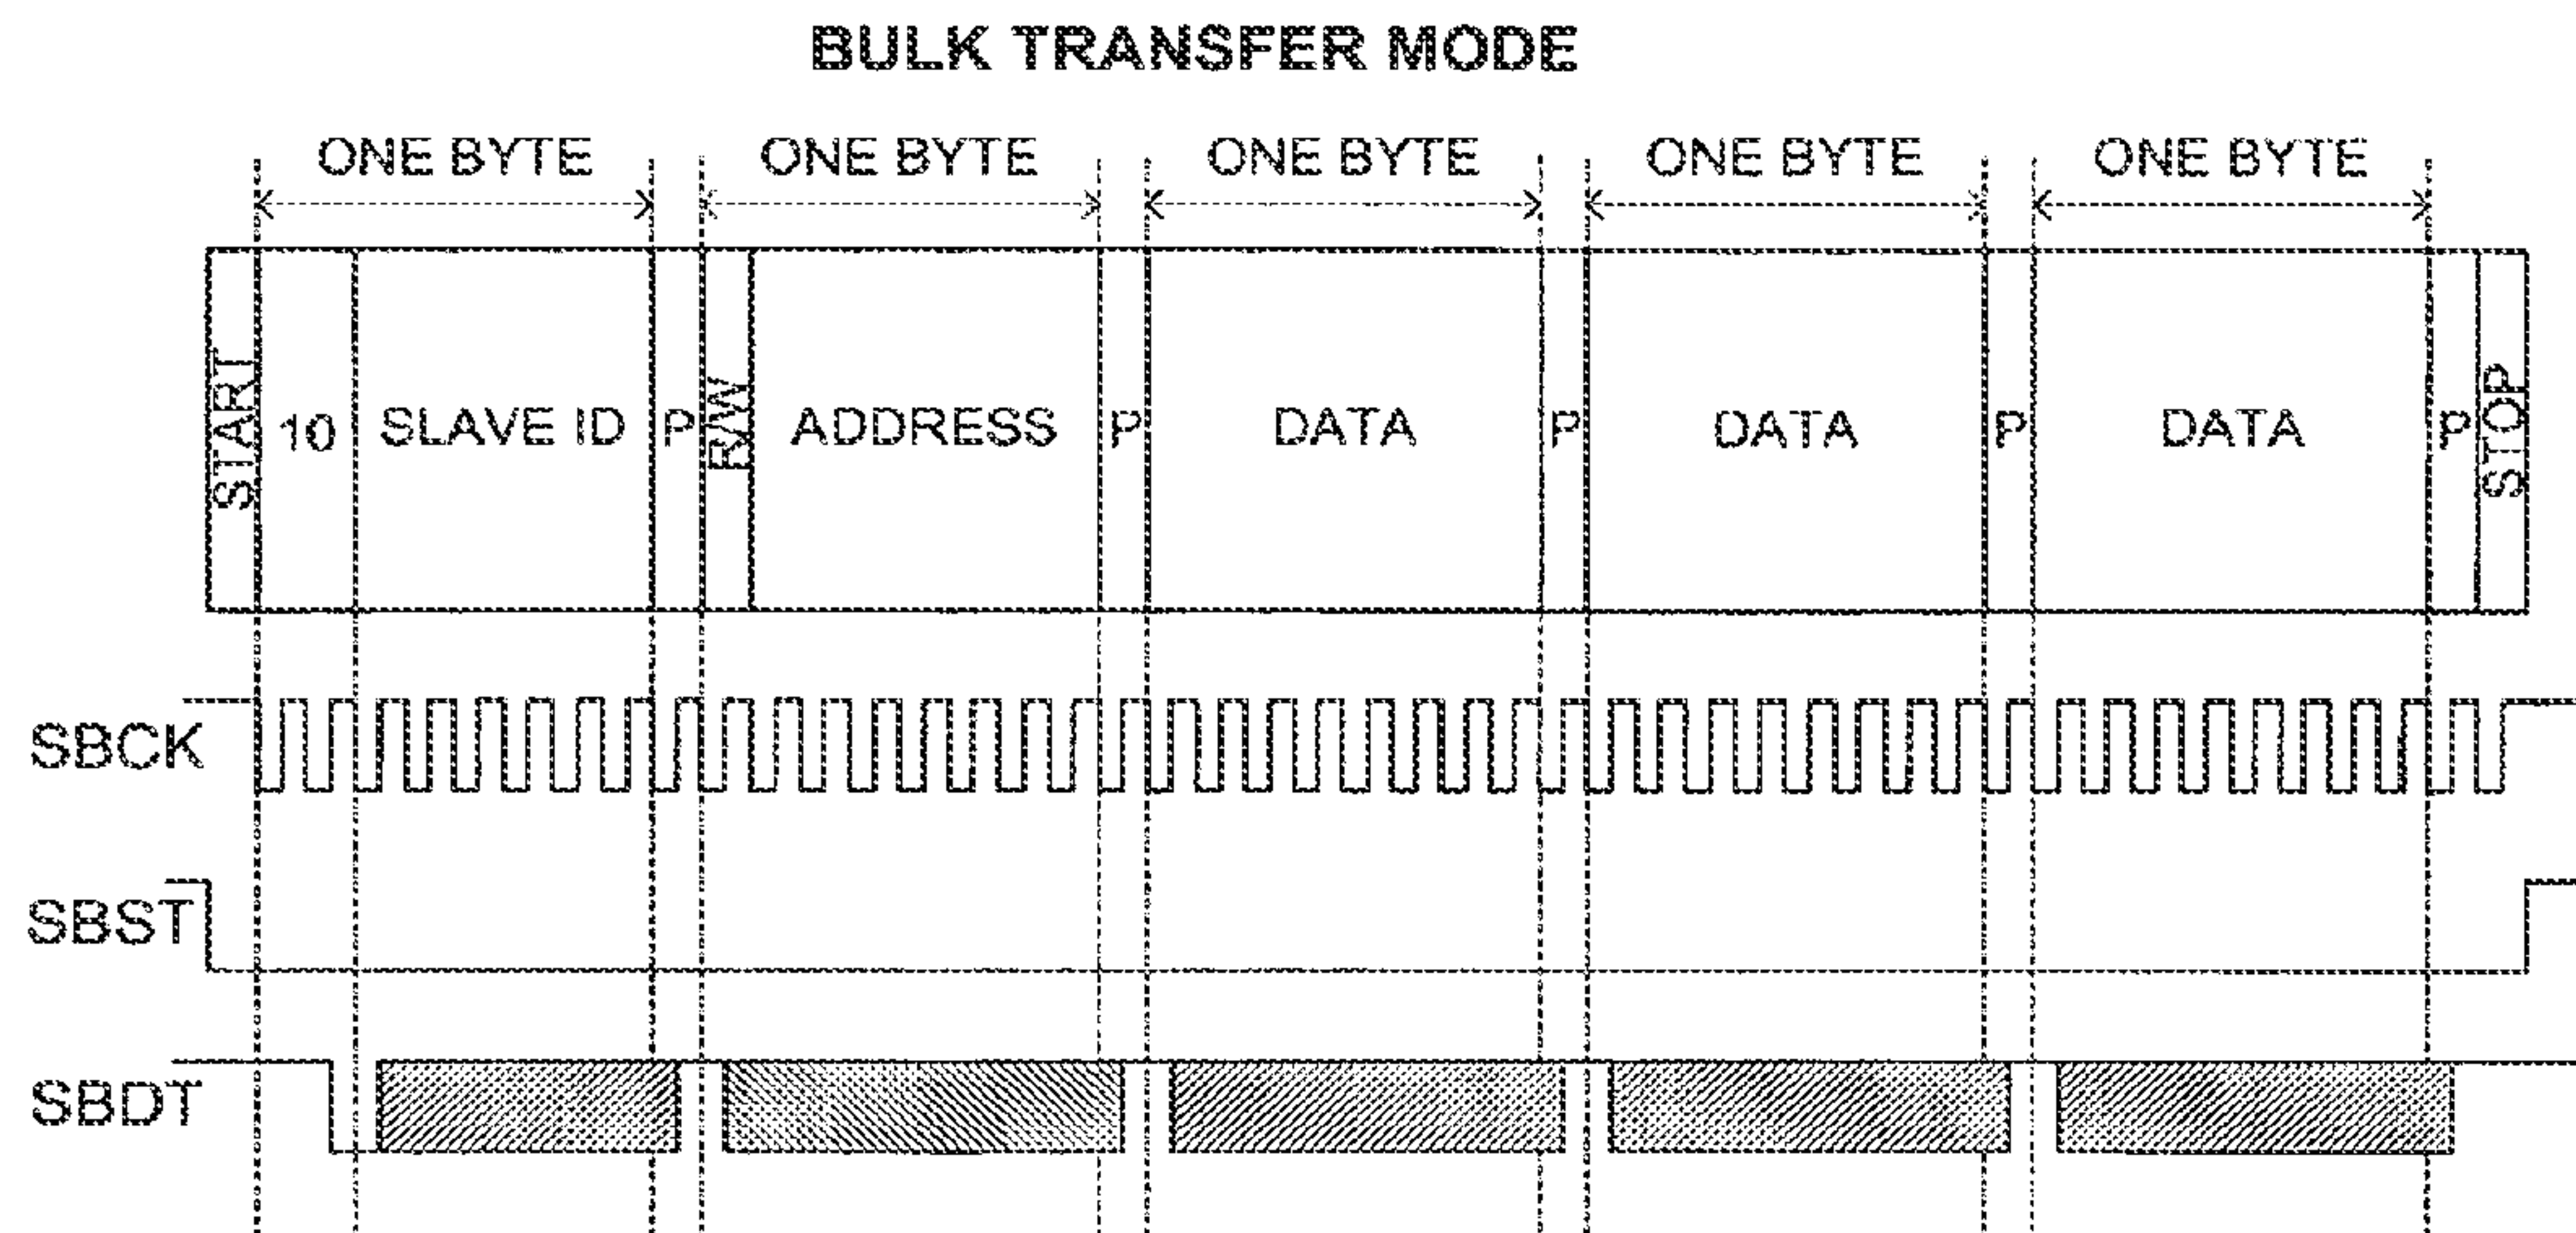 BULK TRANSFER MODE
ONE BYTE ONE BYTE ONE BYTE ONE BYTE ONE BYTE
START 10 SLAVE ID P R/W ADDRESS P DATA P DATA P DATA P STOP
SBCK
SBST
SBDT